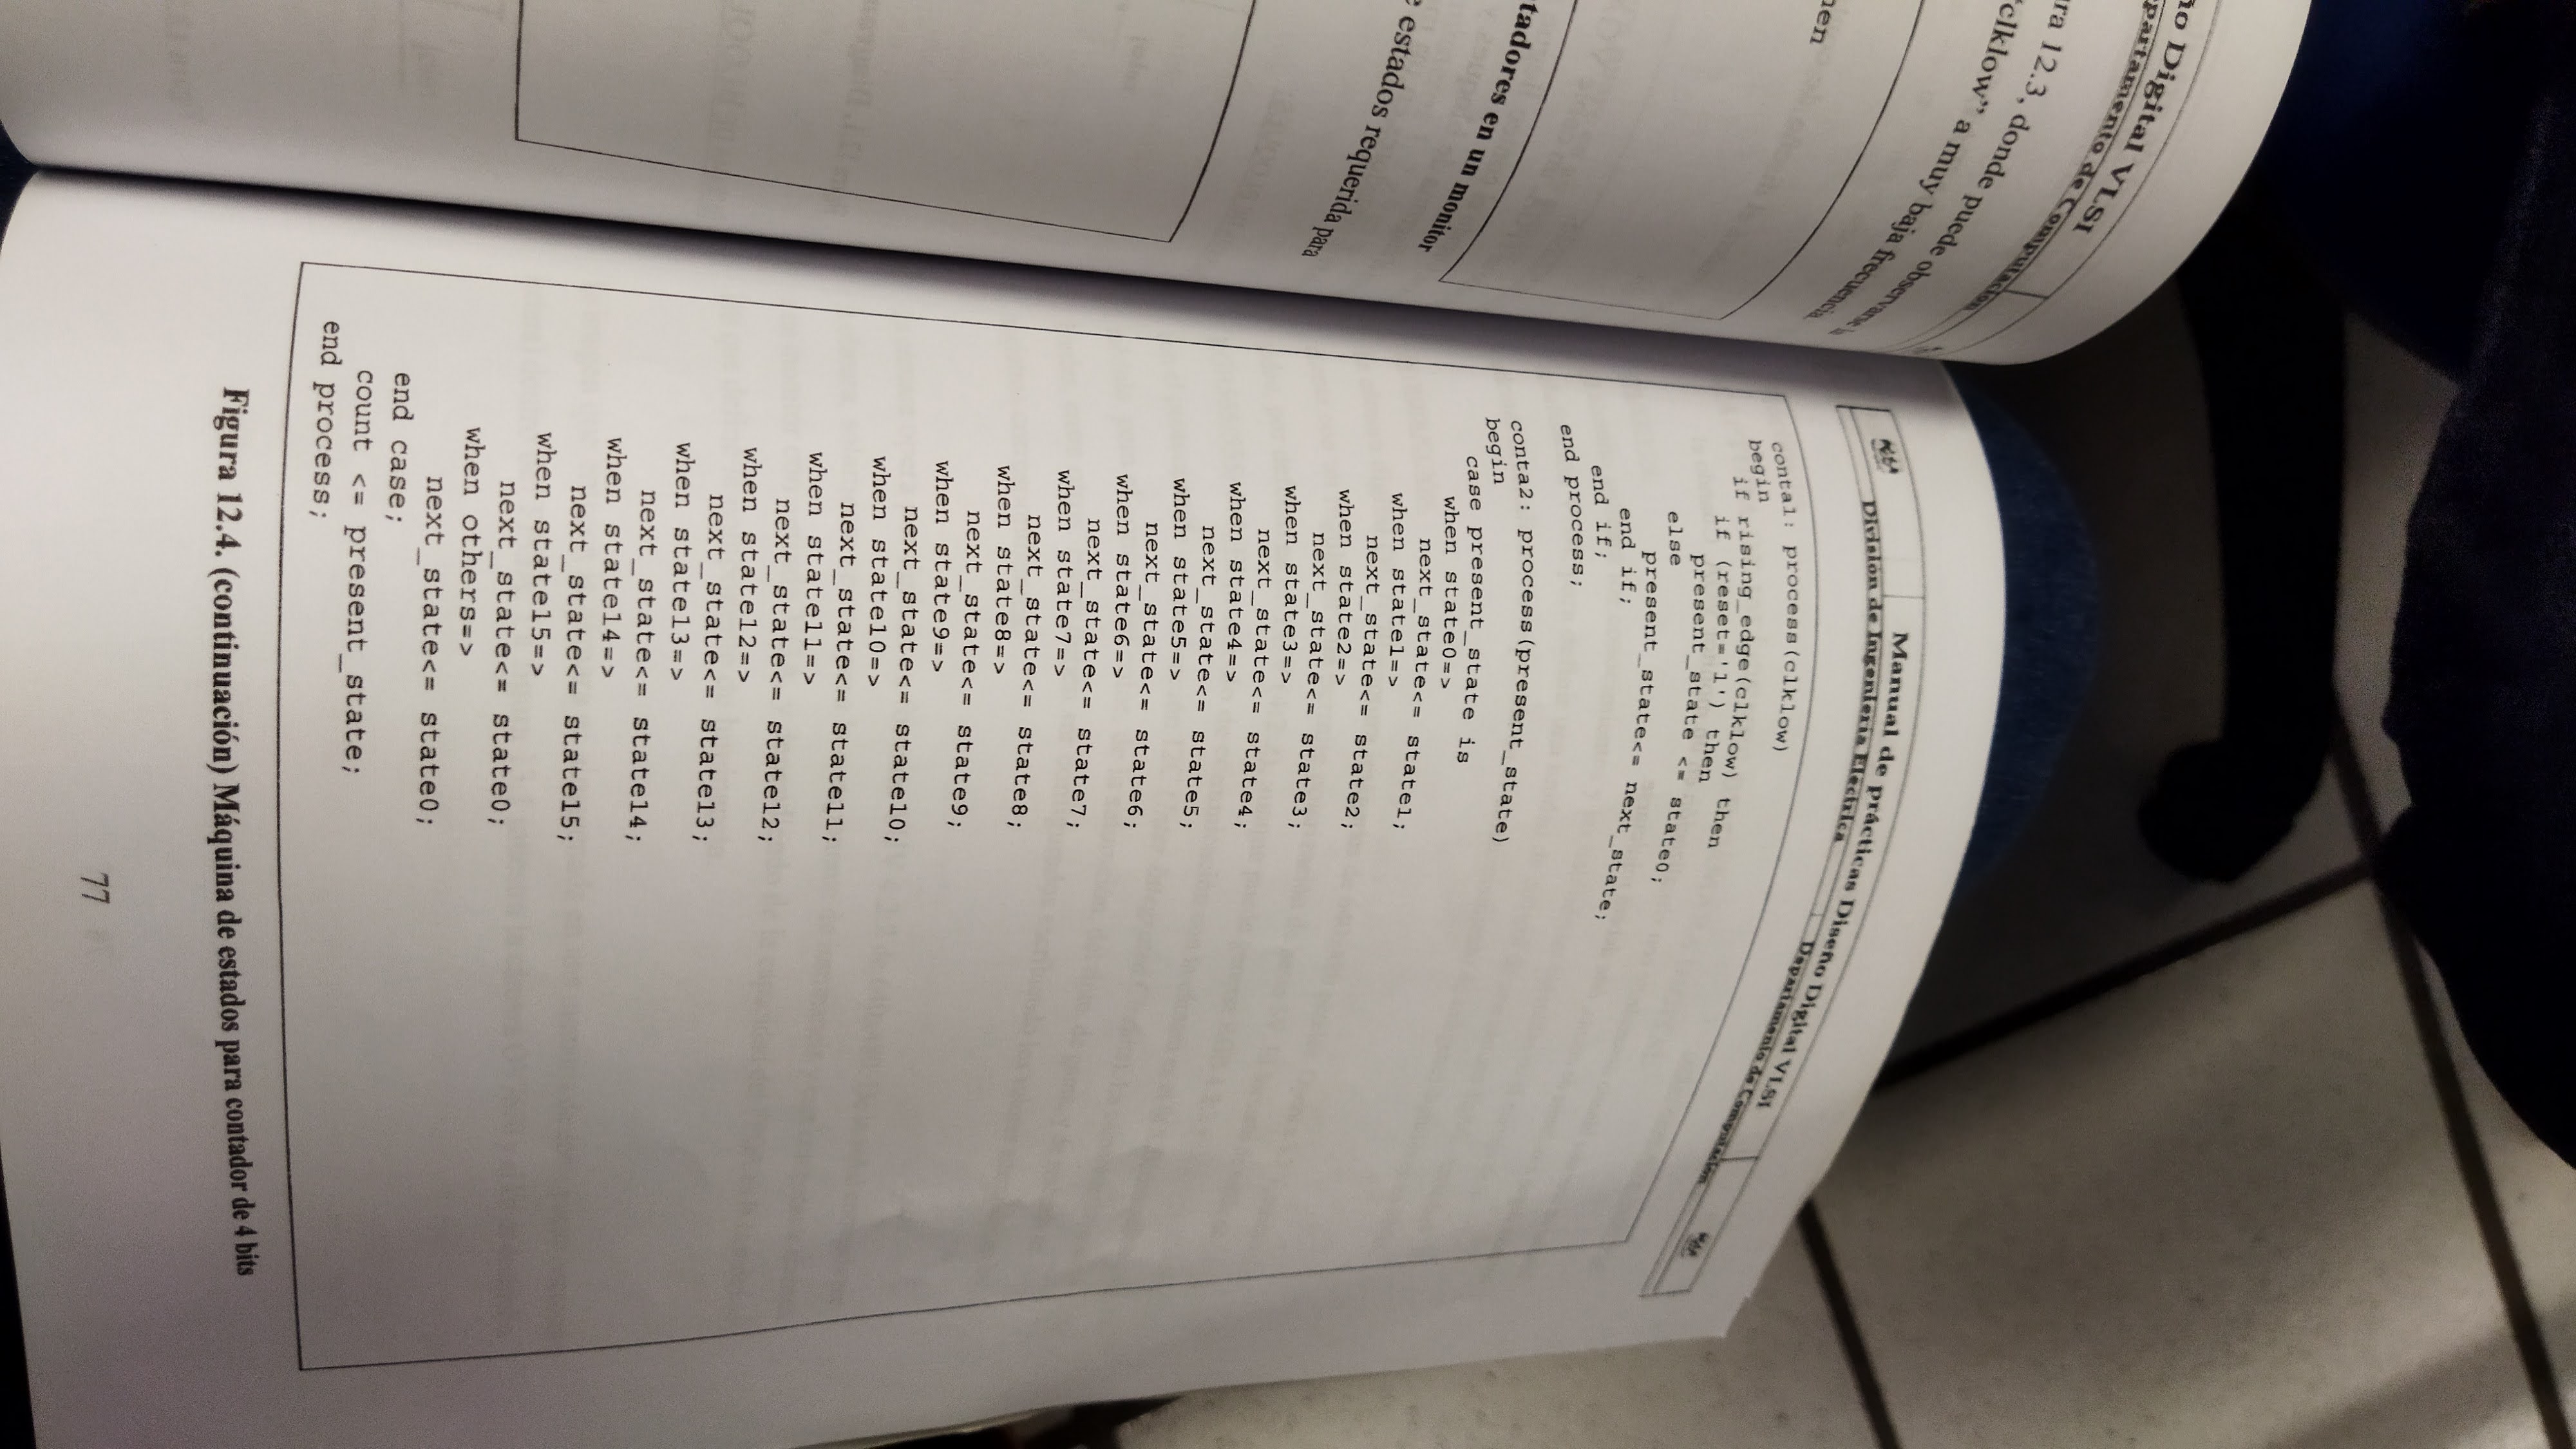 ño Digital VLSI
epartamento de Computación
ra 12.3, donde puede observarse la
“clklow” a muy baja frecuencia.
hen
tadores en un monitor
e estados requerida para
Manual de prácticas Diseño Digital VLSI
División de Ingeniería Eléctrica
Departamento de Computación
conta1: process(clklow)
begin
if rising_edge(clklow) then
if (reset='1') then
present_state <= state0;
else
present_state<= next_state;
end if;
end if;
end process;
conta2: process(present_state)
begin
case present_state is
when state0=>
next_state<= state1;
when state1=>
next_state<= state2;
when state2=>
next_state<= state3;
when state3=>
next_state<= state4;
when state4=>
next_state<= state5;
when state5=>
next_state<= state6;
when state6=>
next_state<= state7;
when state7=>
next_state<= state8;
when state8=>
next_state<= state9;
when state9=>
next_state<= state10;
when state10=>
next_state<= state11;
when state11=>
next_state<= state12;
when state12=>
next_state<= state13;
when state13=>
next_state<= state14;
when state14=>
next_state<= state15;
when state15=>
next_state<= state0;
when others=>
next_state<= state0;
end case;
count <= present_state;
end process;
Figura 12.4. (continuación) Máquina de estados para contador de 4 bits
77